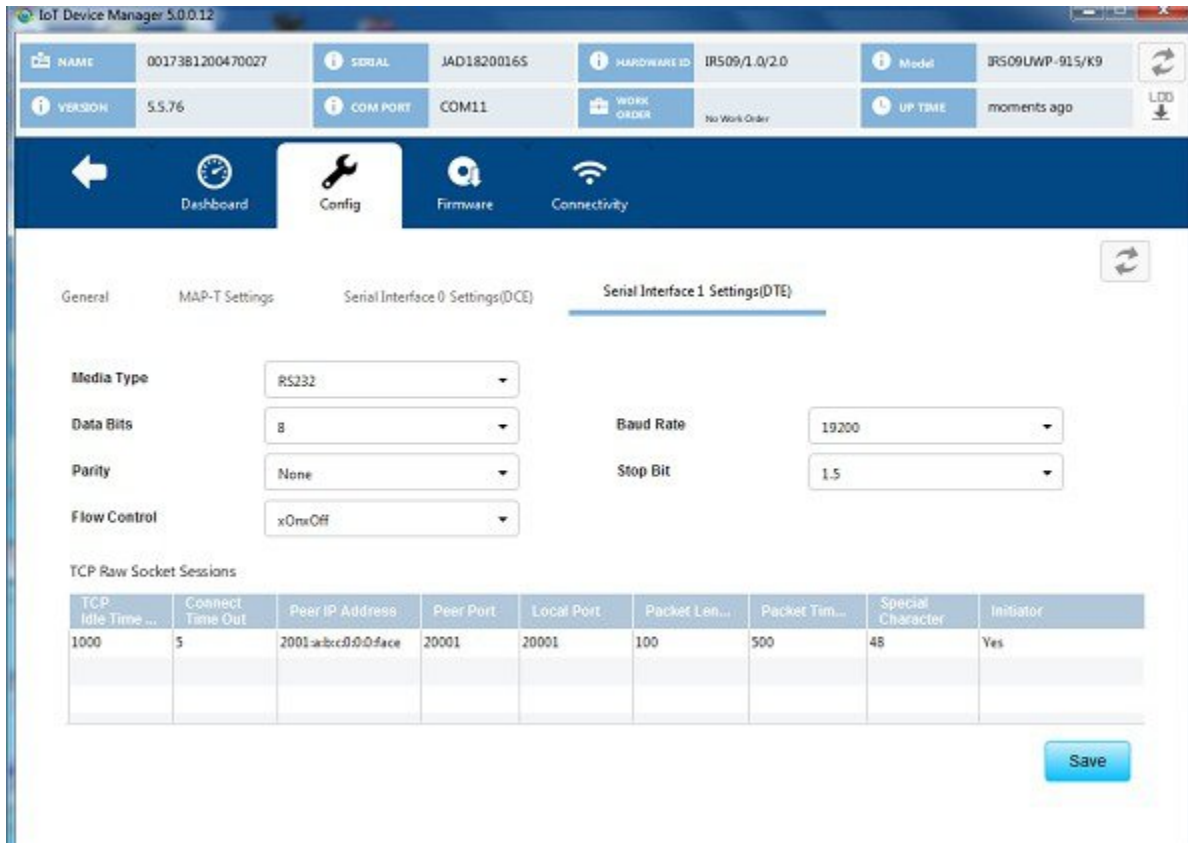 IoT Device Manager 5.0.0.12
NAME 00173B1200470027 SERIAL JAD1820016S HARDWARE ID IR509/1.0/2.0 Model IR509UWP-915/K9
VERSION 5.5.76 COM PORT COM11 WORK ORDER No Work Order UP TIME moments ago LOG
Dashboard Config Firmware Connectivity
General MAP-T Settings Serial Interface 0 Settings(DCE) Serial Interface 1 Settings(DTE)
Media Type RS232
Data Bits 8 Baud Rate 19200
Parity None Stop Bit 1.5
Flow Control xOnxOff
TCP Raw Socket Sessions
TCP Idle Time ... Connect Time Out Peer IP Address Peer Port Local Port Packet Len... Packet Tim... Special Character Initiator
1000 5 2001:a:b:c:0:0:0:face 20001 20001 100 500 48 Yes
Save